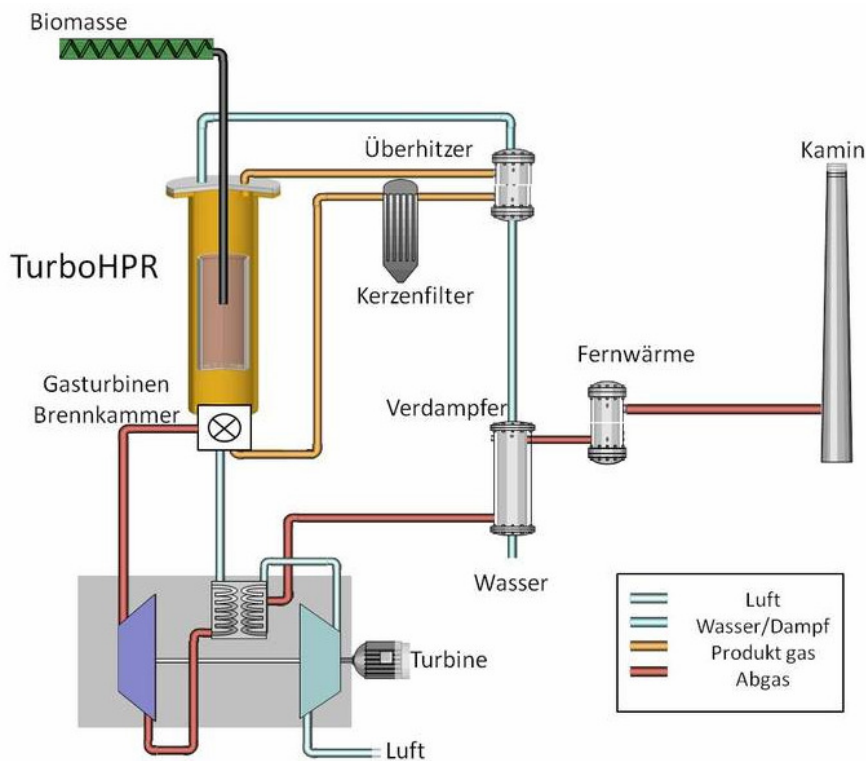 Biomasse
Überhitzer
Kamin
TurboHPR
Kerzenfilter
Fernwärme
Gasturbinen
Brennkammer
Verdampfer
Wasser
Turbine
Luft
Luft
Wasser/Dampf
Produkt gas
Abgas